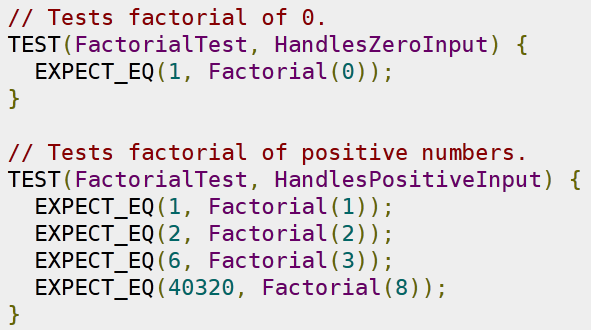 // Tests factorial of 0.
TEST(FactorialTest, HandlesZeroInput) {
  EXPECT_EQ(1, Factorial(0));
}

// Tests factorial of positive numbers.
TEST(FactorialTest, HandlesPositiveInput) {
  EXPECT_EQ(1, Factorial(1));
  EXPECT_EQ(2, Factorial(2));
  EXPECT_EQ(6, Factorial(3));
  EXPECT_EQ(40320, Factorial(8));
}